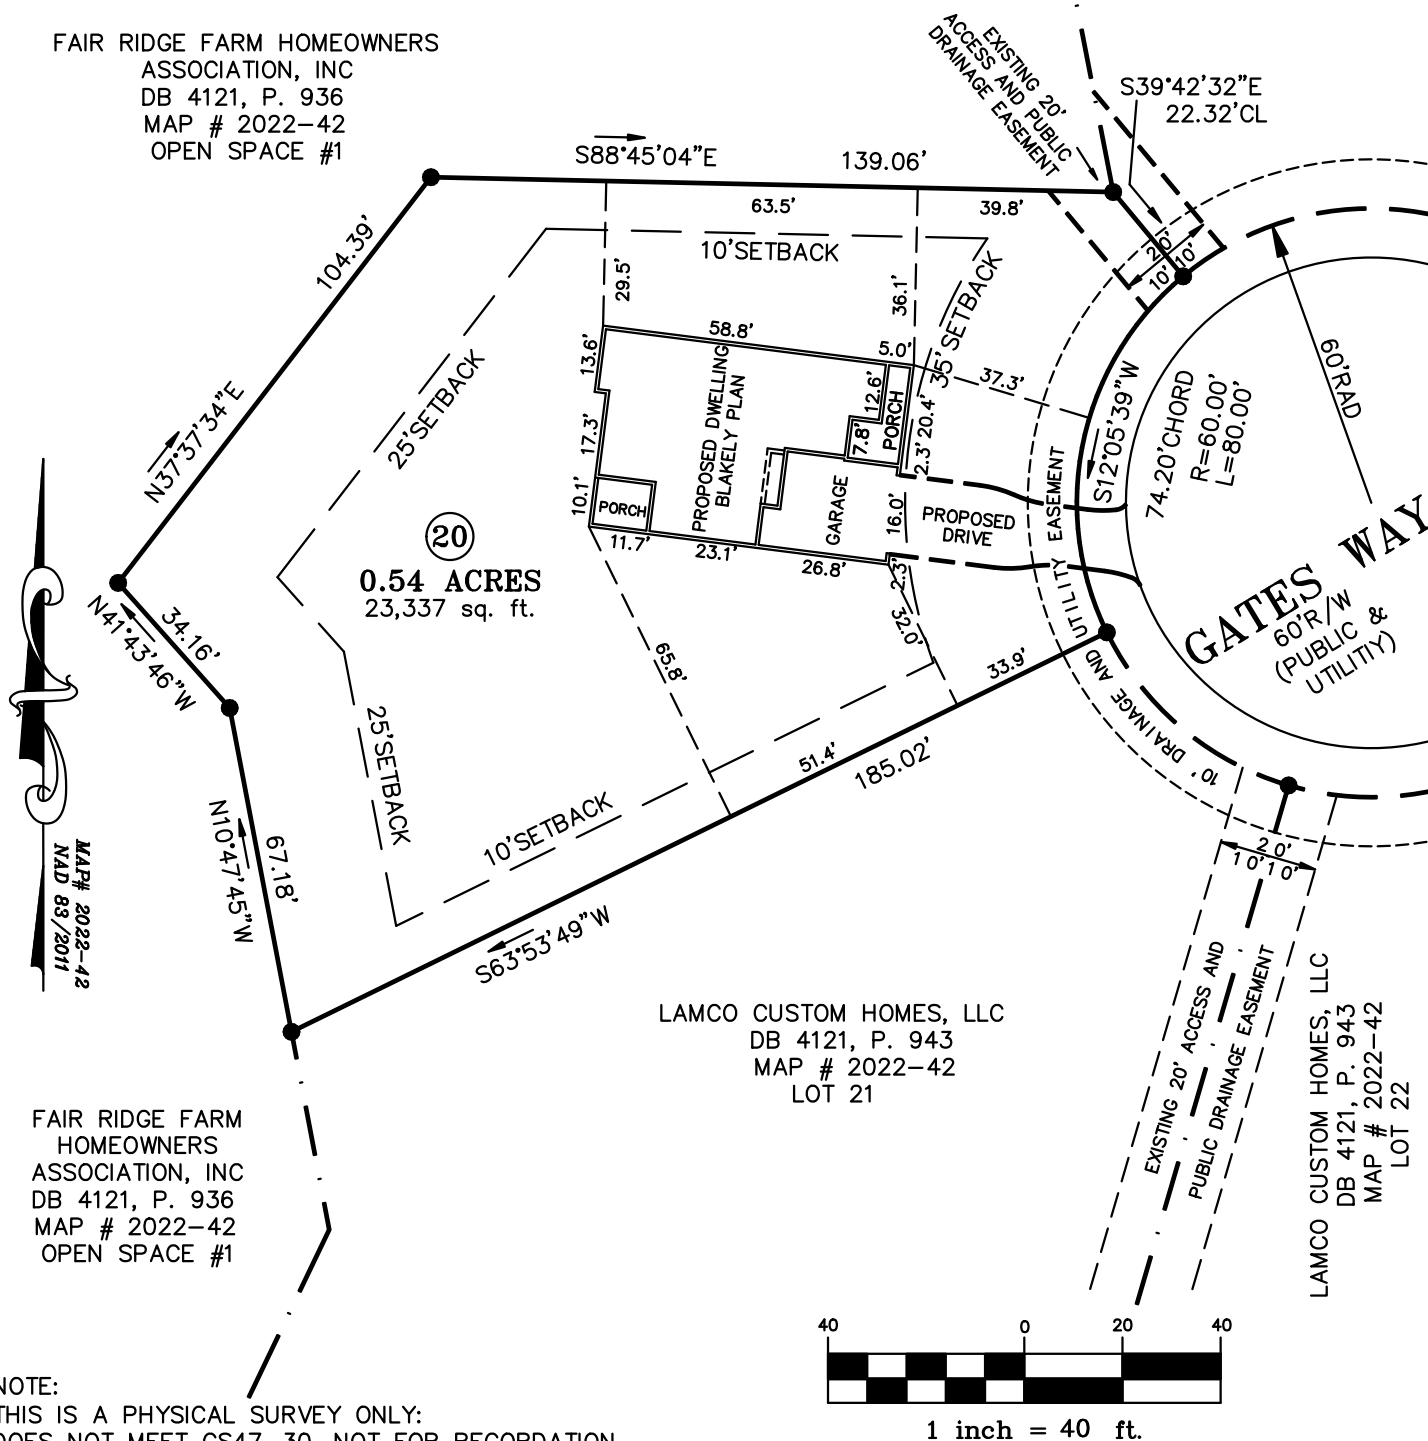 FAIR RIDGE FARM HOMEOWNERS
ASSOCIATION, INC
DB 4121, P. 936
MAP # 2022-42
OPEN SPACE #1
EXISTING 20'
ACCESS AND PUBLIC
DRAINAGE EASEMENT
S39°42'32"E
22.32'CL
S88°45'04"E
139.06'
63.5'
39.8'
20'
10' 10'
104.39'
N37°37'34"E
10'SETBACK
25'SETBACK
35'SETBACK
29.5'
36.1'
58.8'
5.0'
37.3'
13.6'
17.3'
10.1'
12.6'
7.8'
20.4'
2.3'
PROPOSED DWELLING
BLAKELY PLAN
PORCH
PORCH
GARAGE
16.0'
2.3'
PROPOSED
DRIVE
11.7'
23.1'
26.8'
32.0'
65.8'
20
0.54 ACRES
23,337 sq. ft.
S12°05'39"W
74.20'CHORD
R=60.00'
L=80.00'
60'RAD
GATES WAY
60'R/W
(PUBLIC &
UTILITIY)
10' DRAINAGE AND UTILITY EASEMENT
34.16'
N41°43'46"W
25'SETBACK
67.18'
N10°47'45"W
10'SETBACK
51.4'
33.9'
185.02'
S63°53'49"W
MAP# 2022-42
NAD 83/2011
20'
10' 10'
EXISTING 20' ACCESS AND
PUBLIC DRAINAGE EASEMENT
LAMCO CUSTOM HOMES, LLC
DB 4121, P. 943
MAP # 2022-42
LOT 21
LAMCO CUSTOM HOMES, LLC
DB 4121, P. 943
MAP # 2022-42
LOT 22
FAIR RIDGE FARM
HOMEOWNERS
ASSOCIATION, INC
DB 4121, P. 936
MAP # 2022-42
OPEN SPACE #1
40 0 20 40
1 inch = 40 ft.
NOTE:
THIS IS A PHYSICAL SURVEY ONLY:
DOES NOT MEET GS47-30, NOT FOR RECORDATION